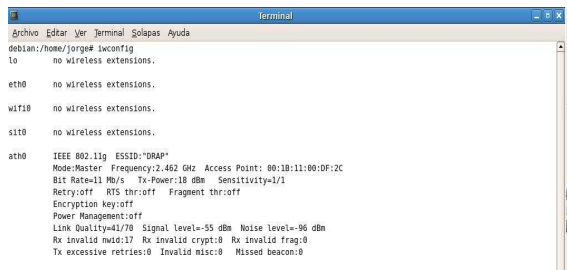 Terminal
Archivo Editar Ver Terminal Solapas Ayuda
debian:/home/jorge# iwconfig
lo no wireless extensions.
eth0 no wireless extensions.
wifi0 no wireless extensions.
sit0 no wireless extensions.
ath0 IEEE 802.11g ESSID:"DRAP"
Mode:Master Frequency:2.462 GHz Access Point: 00:1B:11:00:DF:2C
Bit Rate=11 Mb/s Tx-Power:18 dBm Sensitivity=1/1
Retry:off RTS thr:off Fragment thr:off
Encryption key:off
Power Management:off
Link Quality=41/70 Signal level=-55 dBm Noise level=-96 dBm
Rx invalid nwid:17 Rx invalid crypt:0 Rx invalid frag:0
Tx excessive retries:0 Invalid misc:0 Missed beacon:0